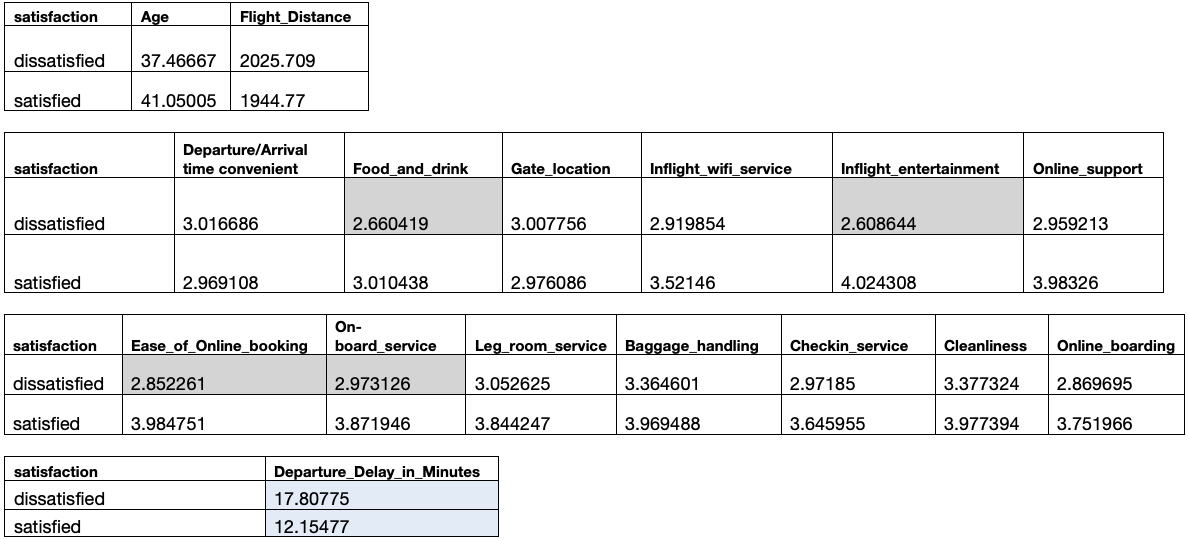 satisfaction Age Flight_Distance
dissatisfied 37.46667 2025.709
satisfied 41.05005 1944.77
Departure/Arrival
satisfaction time convenient Food_and_drink Gate_location Inflight_wifi_service Inflight_entertainment Online_support
dissatisfied 3.016686 2.660419 3.007756 2.919854 2.608644 2.959213
satisfied 2.969108 3.010438 2.976086 3.52146 4.024308 3.98326
On-
satisfaction Ease_of_Online_booking board_service Leg_room_service Baggage_handling Checkin_service Cleanliness Online_boarding
dissatisfied 2.852261 2.973126 3.052625 3.364601 2.97185 3.377324 2.869695
satisfied 3.984751 3.871946 3.844247 3.969488 3.645955 3.977394 3.751966
satisfaction Departure_Delay_in_Minutes
dissatisfied 17.80775
satisfied 12.15477